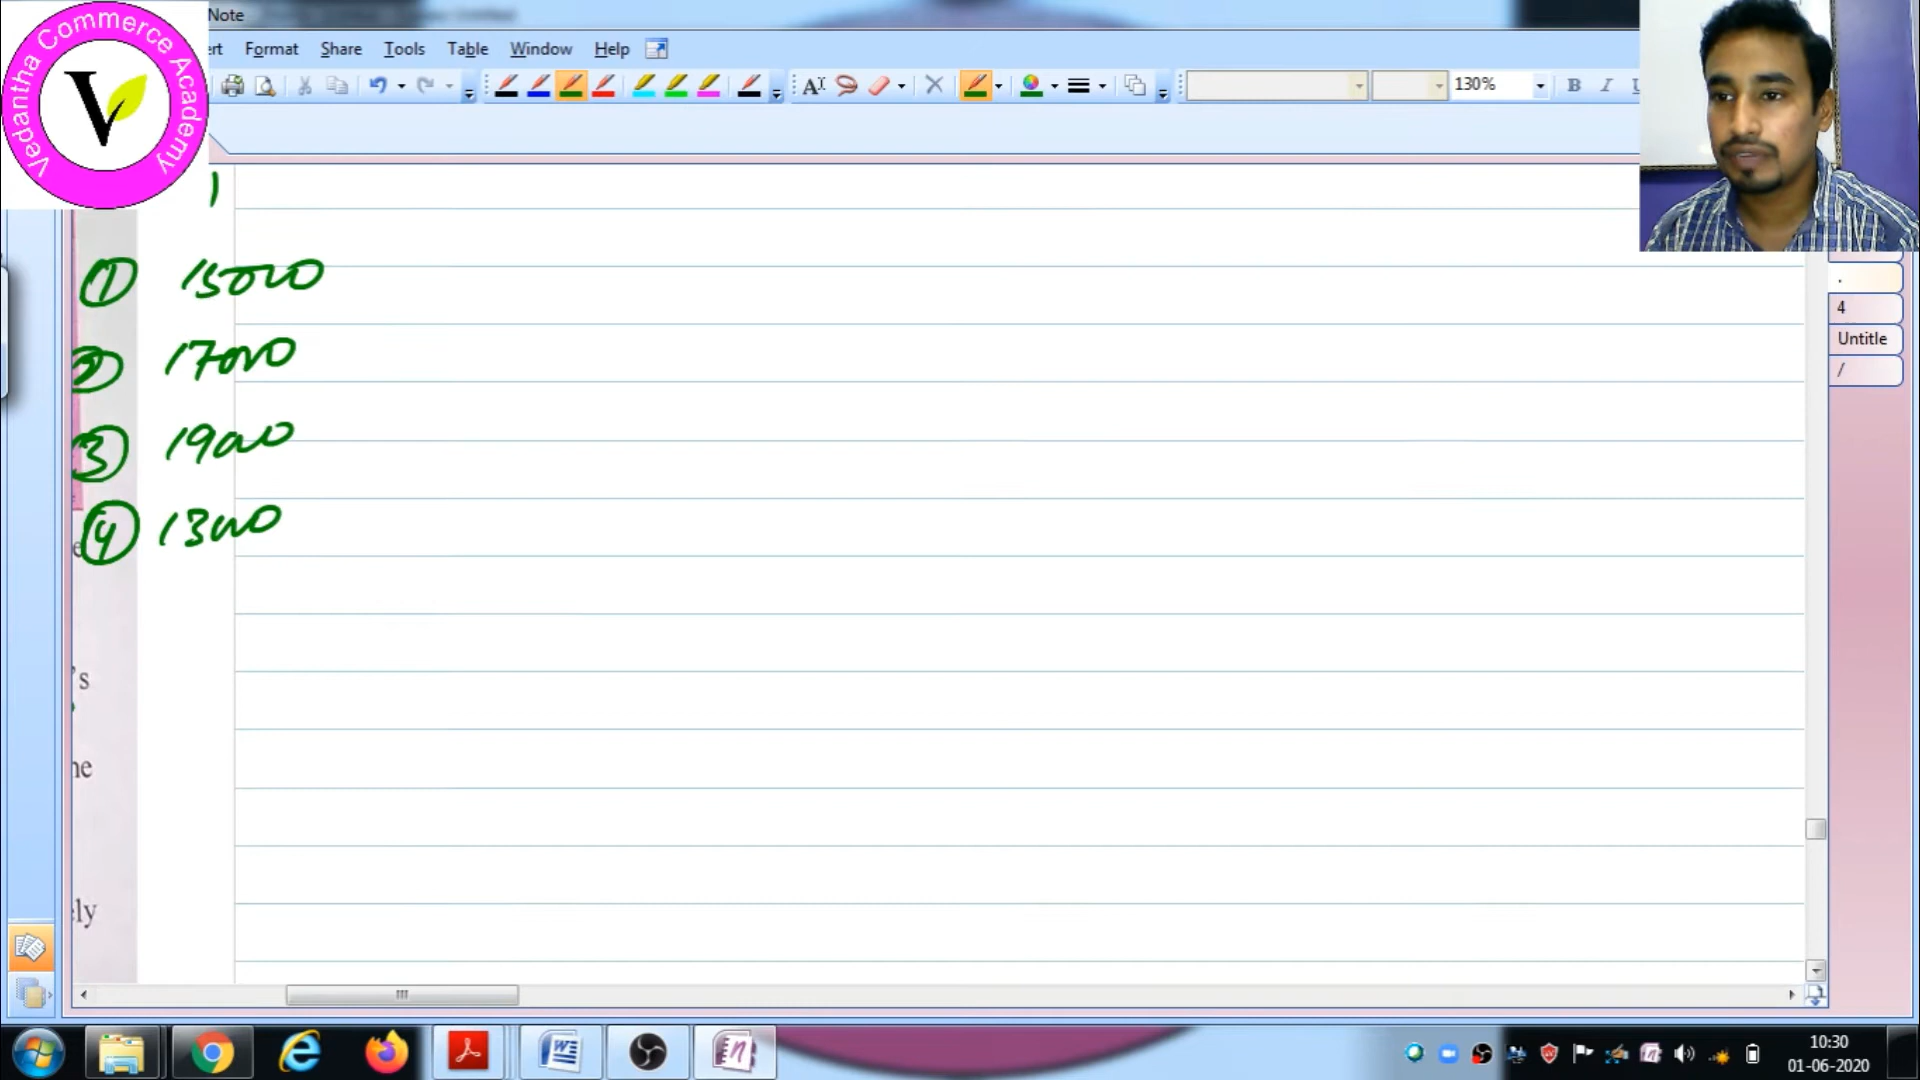 Vedantha Commerce Academy
V
Note
ert Format Share Tools Table Window Help
130% B I U
1
① 15000
② 17000
③ 19000
④ 13000
.
4
Untitle
/
e
's
he
ely
10:30
01-06-2020